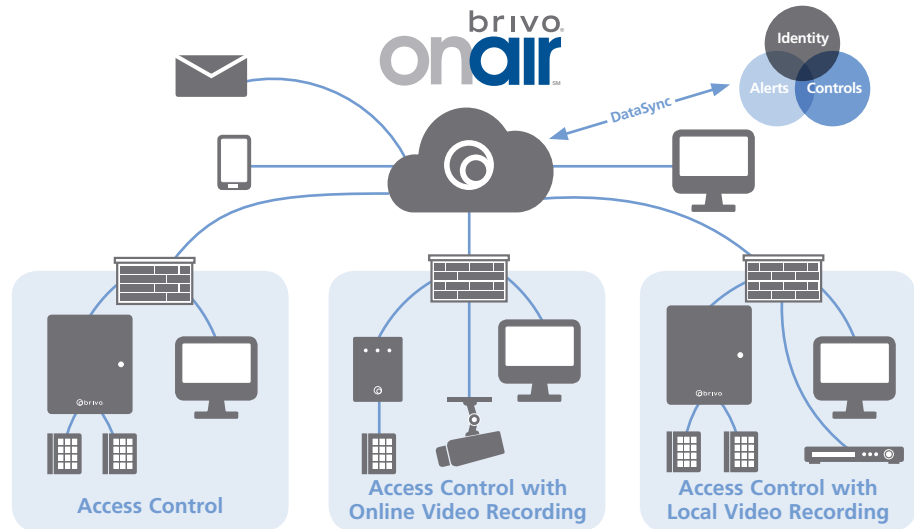 brivo
onair
SM
Identity
Alerts Controls
DataSync
brivo
brivo
Access Control
Access Control with
Online Video Recording
Access Control with
Local Video Recording